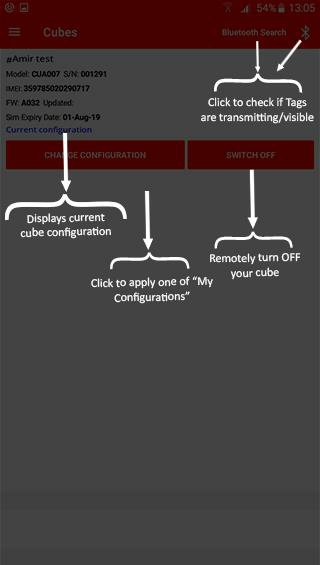 54% 13:05
Cubes
Bluetooth Search
#Amir test
Model: CUA007 S/N: 001291
IMEI: 359785020290717
FW: A032 Updated:
Sim Expiry Date: 01-Aug-19
Current configuration
Click to check if Tags
are transmitting/visible
CHANGE CONFIGURATION
SWITCH OFF
Displays current
cube configuration
Click to apply one of “My
Configurations”
Remotely turn OFF
your cube